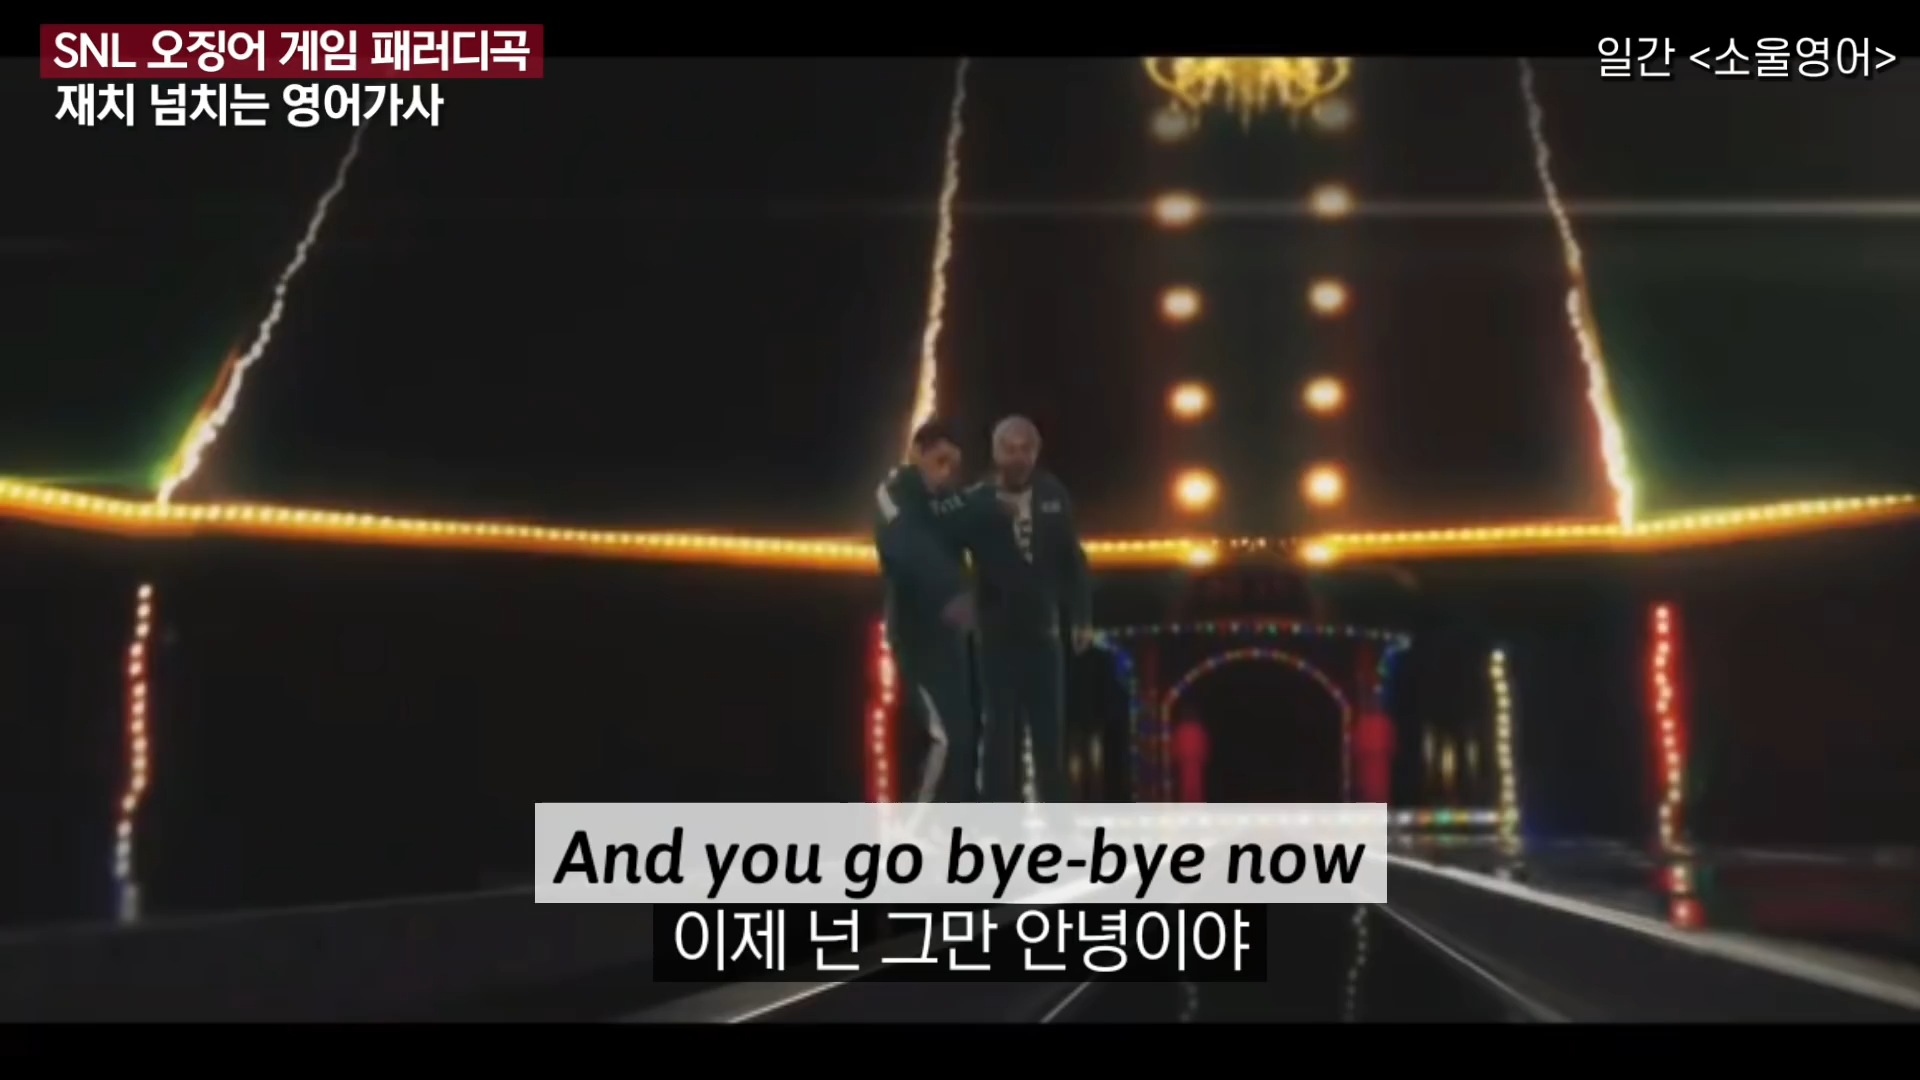 SNL 오징어 게임 패러디곡
재치 넘치는 영어가사
일간 <소울영어>
And you go bye-bye now
이제 넌 그만 안녕이야